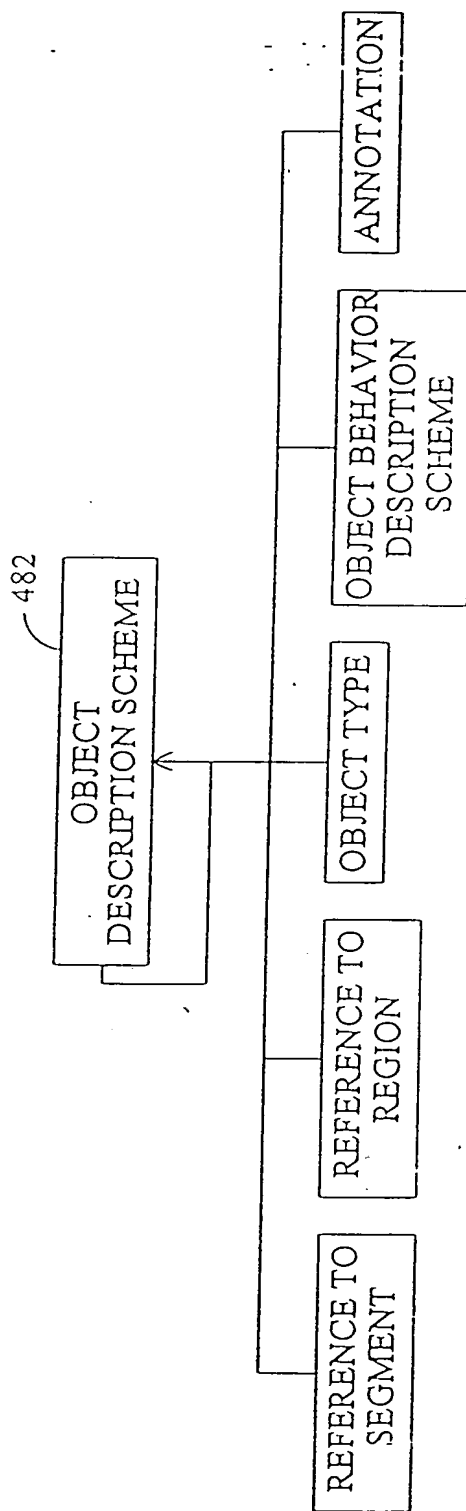 482
OBJECT
DESCRIPTION SCHEME
REFERENCE TO
SEGMENT
REFERENCE TO
REGION
OBJECT TYPE
OBJECT BEHAVIOR
DESCRIPTION
SCHEME
ANNOTATION